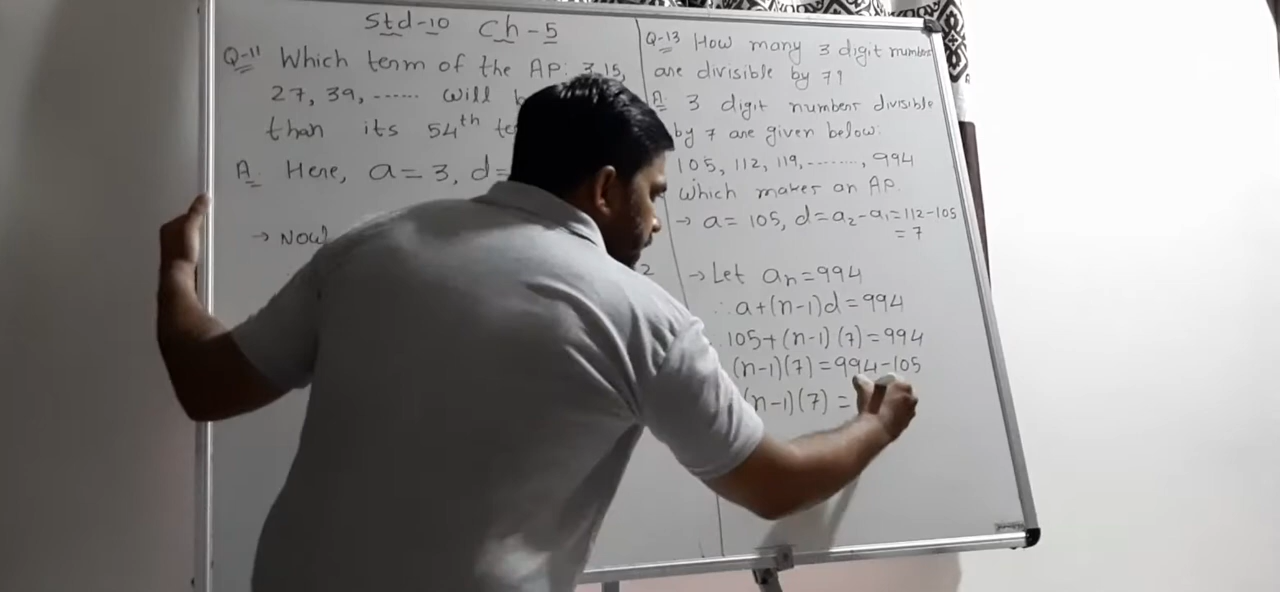 Std-10 Ch-5
Q-11 Which term of the AP: 3,15,
27, 39, ...... will
than its 54th
A. Here, a = 3, d =
→ Now
Q-13 How many 3 digit numbers
are divisible by 7?
A. 3 digit numbers divisible
by 7 are given below.
105, 112, 119, ........, 994
which makes an AP.
→ a = 105, d = a₂-a₁ = 112-105
= 7
→ Let aₙ = 994
∴ a+(n-1)d = 994
105+(n-1)(7) = 994
(n-1)(7) = 994-105
(n-1)(7) =